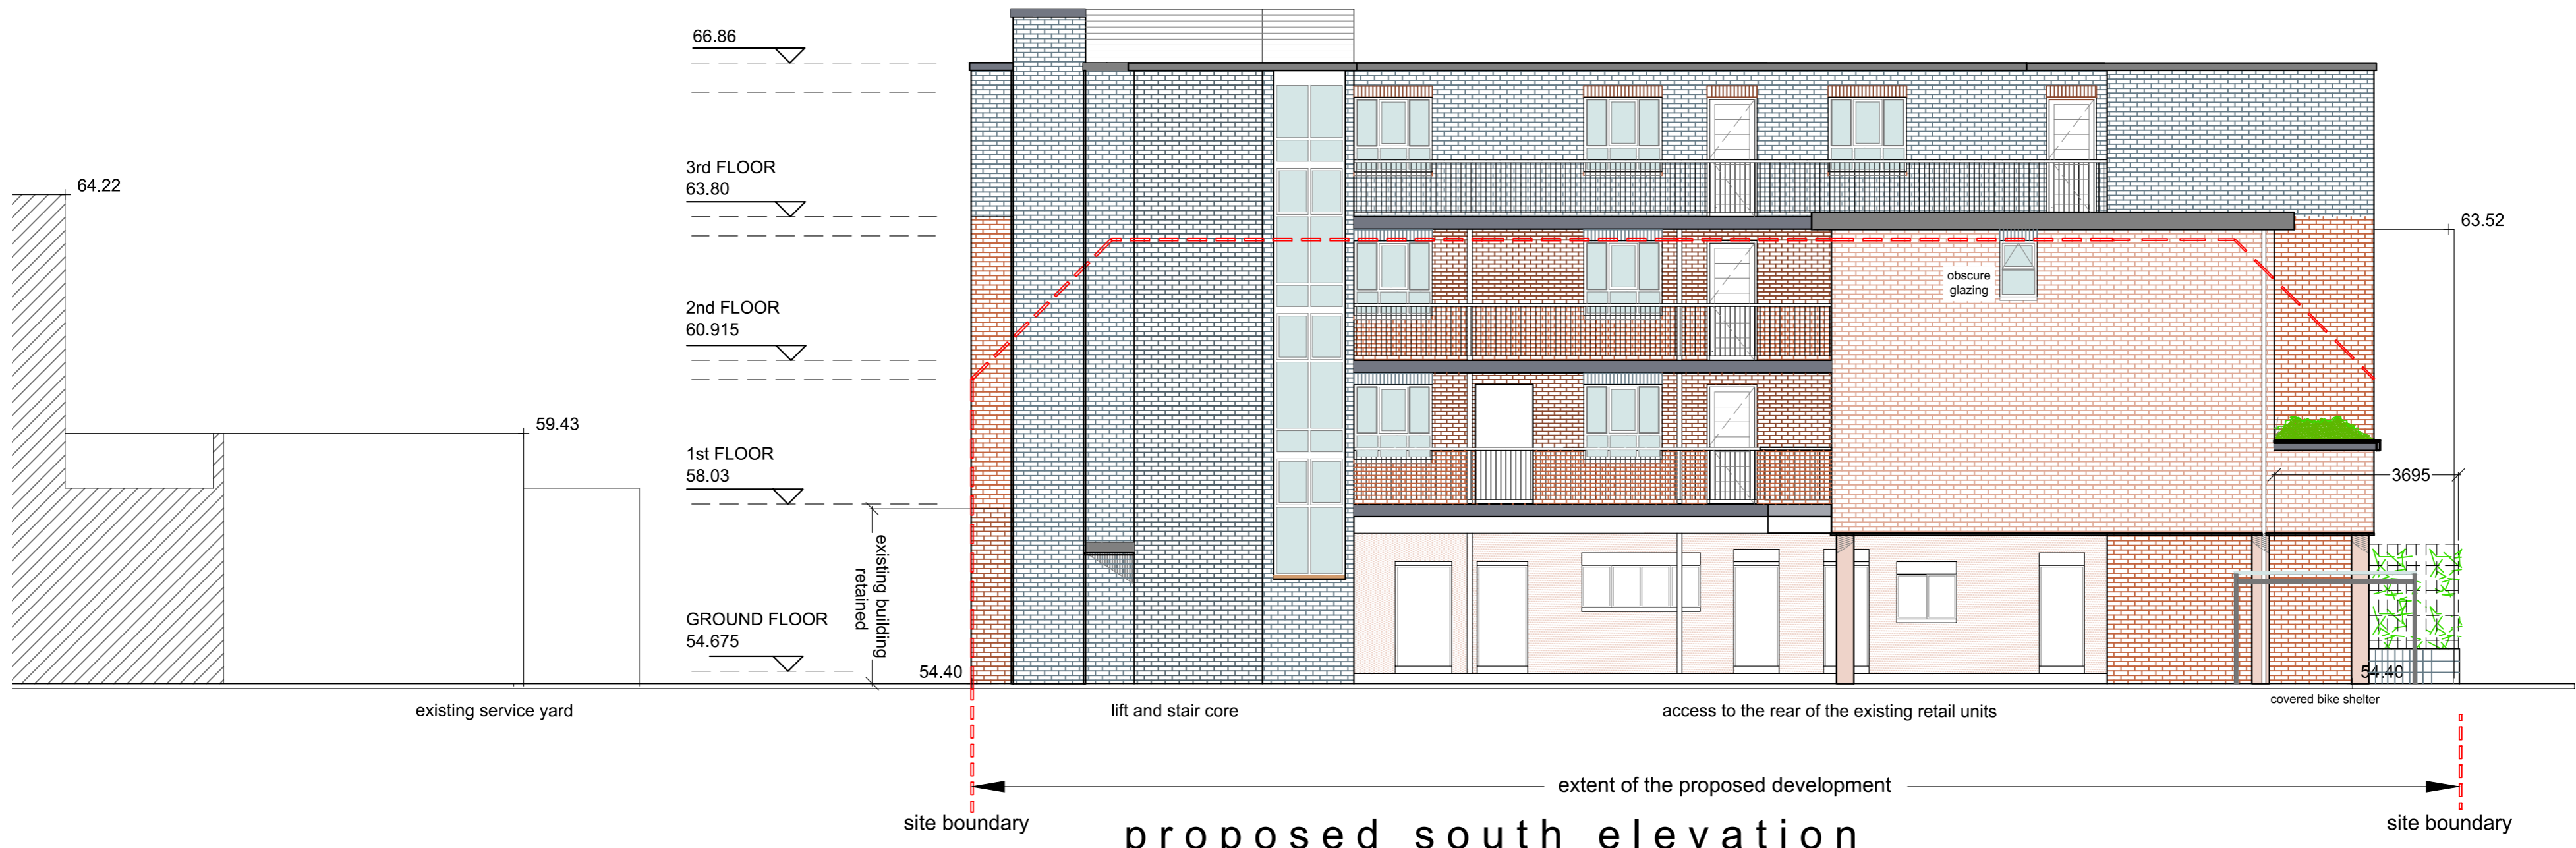 66.86
64.22
3rd FLOOR
63.80
63.52
obscure
glazing
2nd FLOOR
60.915
59.43
1st FLOOR
58.03
3695
existing building
retained
GROUND FLOOR
54.675
54.40
54.40
existing service yard
lift and stair core
access to the rear of the existing retail units
covered bike shelter
extent of the proposed development
site boundary
site boundary
proposed south elevation